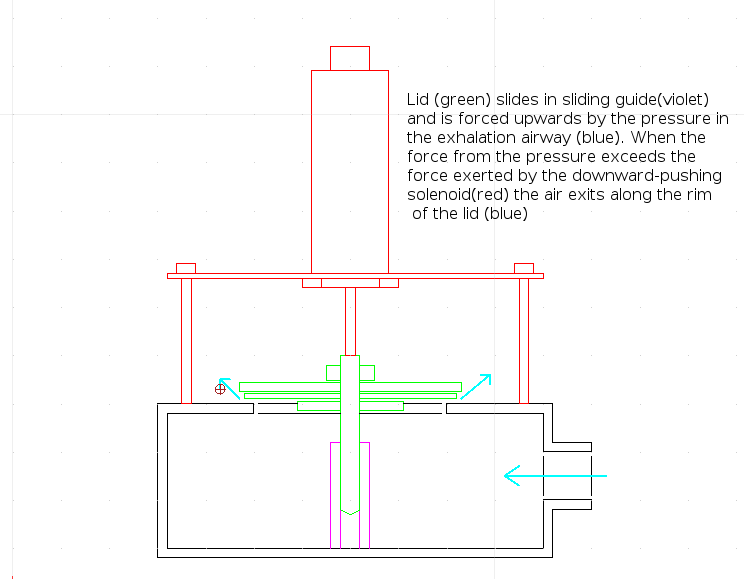 Lid (green) slides in sliding guide(violet)
and is forced upwards by the pressure in
the exhalation airway (blue). When the
force from the pressure exceeds the
force exerted by the downward-pushing
solenoid(red) the air exits along the rim
of the lid (blue)